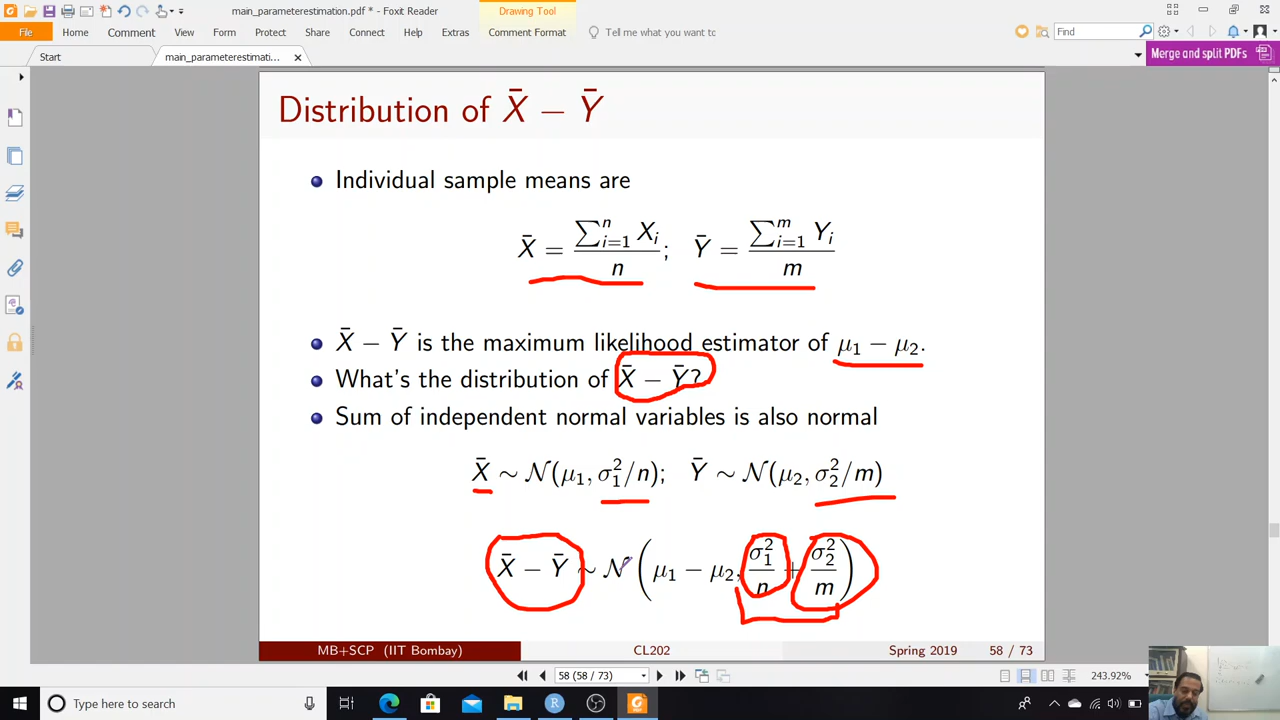 main_parameterestimation.pdf * - Foxit Reader
Drawing Tool
File Home Comment View Form Protect Share Connect Help Extras Comment Format Tell me what you want to Find
Start main_parameterestimati... Merge and split PDFs
Distribution of X̄ − Ȳ
Individual sample means are
X̄ = ∑ⁿᵢ₌₁ Xᵢ / n ; Ȳ = ∑ᵐᵢ₌₁ Yᵢ / m
X̄ − Ȳ is the maximum likelihood estimator of μ₁ − μ₂.
What's the distribution of X̄ − Ȳ?
Sum of independent normal variables is also normal
X̄ ∼ 𝒩(μ₁, σ₁²/n); Ȳ ∼ 𝒩(μ₂, σ₂²/m)
X̄ − Ȳ ∼ 𝒩(μ₁ − μ₂, σ₁²/n + σ₂²/m)
MB+SCP (IIT Bombay) CL202 Spring 2019 58 / 73
58 (58 / 73) 243.92%
Type here to search